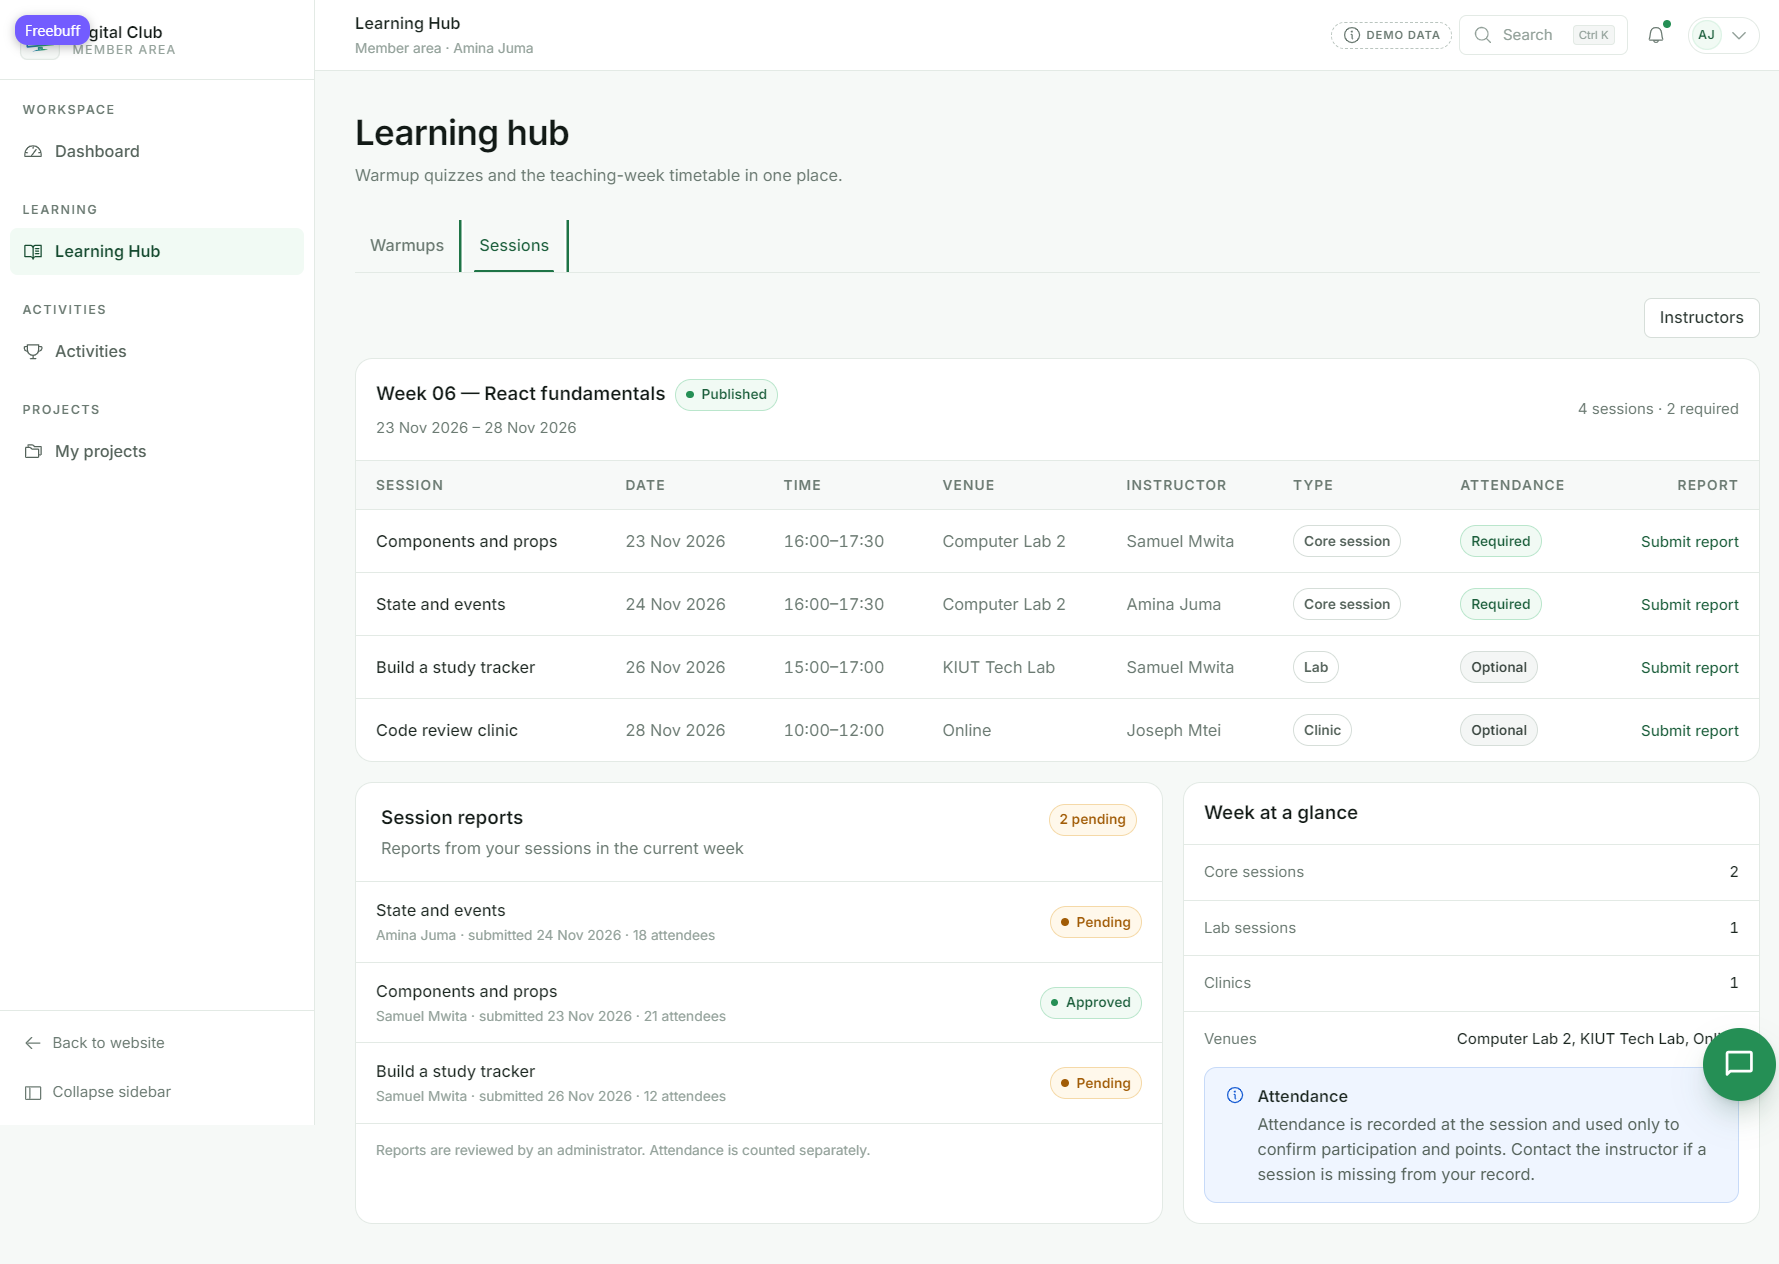 Freebuff
gital Club
MEMBER AREA
WORKSPACE
Dashboard
LEARNING
Learning Hub
ACTIVITIES
Activities
PROJECTS
My projects
Back to website
Collapse sidebar
Learning Hub
Member area · Amina Juma
DEMO DATA
Search Ctrl K
AJ
Learning hub
Warmup quizzes and the teaching-week timetable in one place.
Warmups Sessions
Instructors
Week 06 — React fundamentals Published
23 Nov 2026 – 28 Nov 2026
4 sessions · 2 required
SESSION DATE TIME VENUE INSTRUCTOR TYPE ATTENDANCE REPORT
Components and props 23 Nov 2026 16:00–17:30 Computer Lab 2 Samuel Mwita Core session Required Submit report
State and events 24 Nov 2026 16:00–17:30 Computer Lab 2 Amina Juma Core session Required Submit report
Build a study tracker 26 Nov 2026 15:00–17:00 KIUT Tech Lab Samuel Mwita Lab Optional Submit report
Code review clinic 28 Nov 2026 10:00–12:00 Online Joseph Mtei Clinic Optional Submit report
Session reports 2 pending
Reports from your sessions in the current week
State and events
Amina Juma · submitted 24 Nov 2026 · 18 attendees
Pending
Components and props
Samuel Mwita · submitted 23 Nov 2026 · 21 attendees
Approved
Build a study tracker
Samuel Mwita · submitted 26 Nov 2026 · 12 attendees
Pending
Reports are reviewed by an administrator. Attendance is counted separately.
Week at a glance
Core sessions 2
Lab sessions 1
Clinics 1
Venues Computer Lab 2, KIUT Tech Lab,
Attendance
Attendance is recorded at the session and used only to
confirm participation and points. Contact the instructor if a
session is missing from your record.